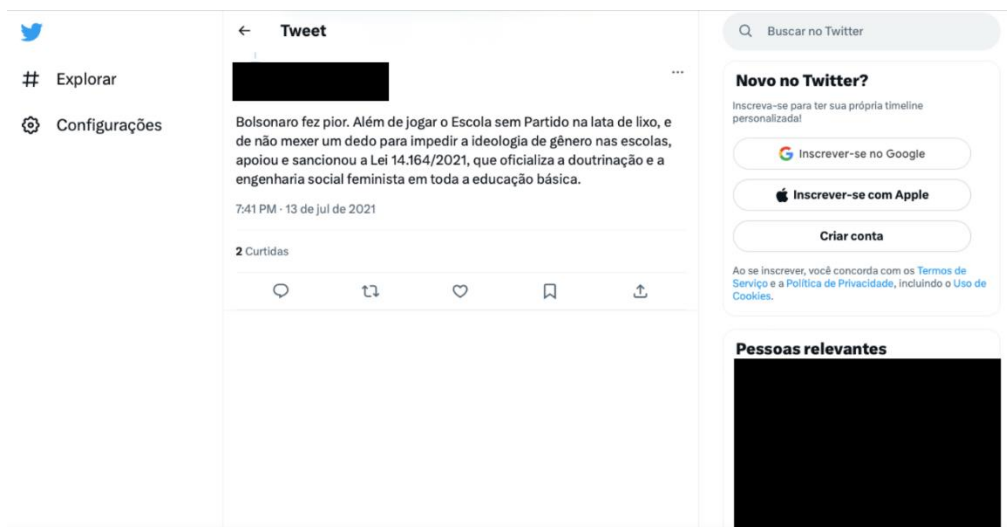 Explorar
Configurações
Tweet
Bolsonaro fez pior. Além de jogar o Escola sem Partido na lata de lixo, e
de não mexer um dedo para impedir a ideologia de gênero nas escolas,
apoiou e sancionou a Lei 14.164/2021, que oficializa a doutrinação e a
engenharia social feminista em toda a educação básica.
7:41 PM · 13 de jul de 2021
2 Curtidas
Buscar no Twitter
Novo no Twitter?
Inscreva-se para ter sua própria timeline
personalizada!
Inscrever-se no Google
Inscrever-se com Apple
Criar conta
Ao se inscrever, você concorda com os Termos de
Serviço e a Política de Privacidade, incluindo o Uso de
Cookies.
Pessoas relevantes